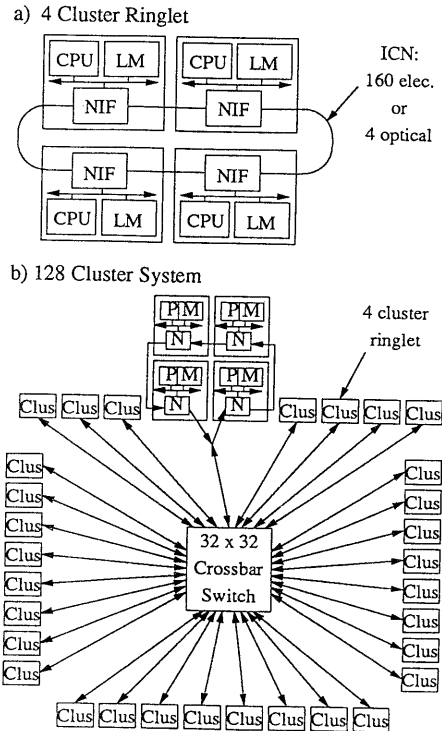 a) 4 Cluster Ringlet
CPU LM CPU LM
NIF NIF
ICN:
160 elec.
or
4 optical
NIF NIF
CPU LM CPU LM
b) 128 Cluster System
P M P M
N N
P M P M
N N
4 cluster
ringlet
Clus Clus Clus Clus Clus Clus Clus
Clus
Clus
Clus
Clus
Clus
Clus
Clus
Clus
32 x 32
Crossbar
Switch
Clus
Clus
Clus
Clus
Clus
Clus
Clus
Clus
Clus Clus Clus Clus Clus Clus Clus Clus